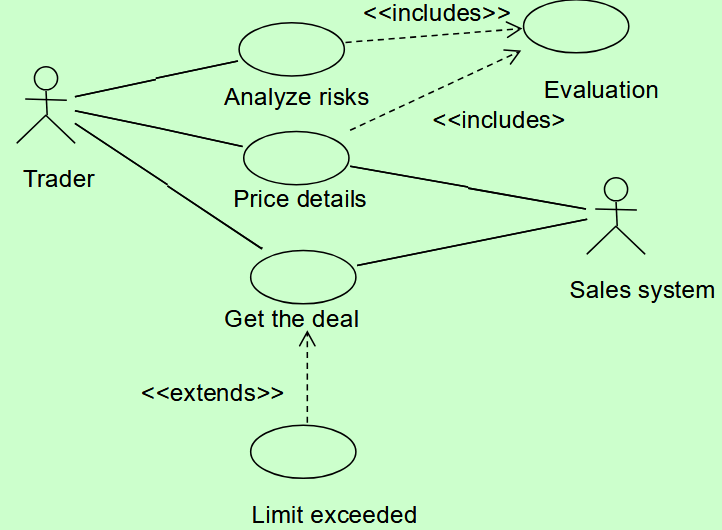 <<includes>>
Analyze risks
Evaluation
<<includes>
Trader
Price details
Sales system
Get the deal
<<extends>>
Limit exceeded